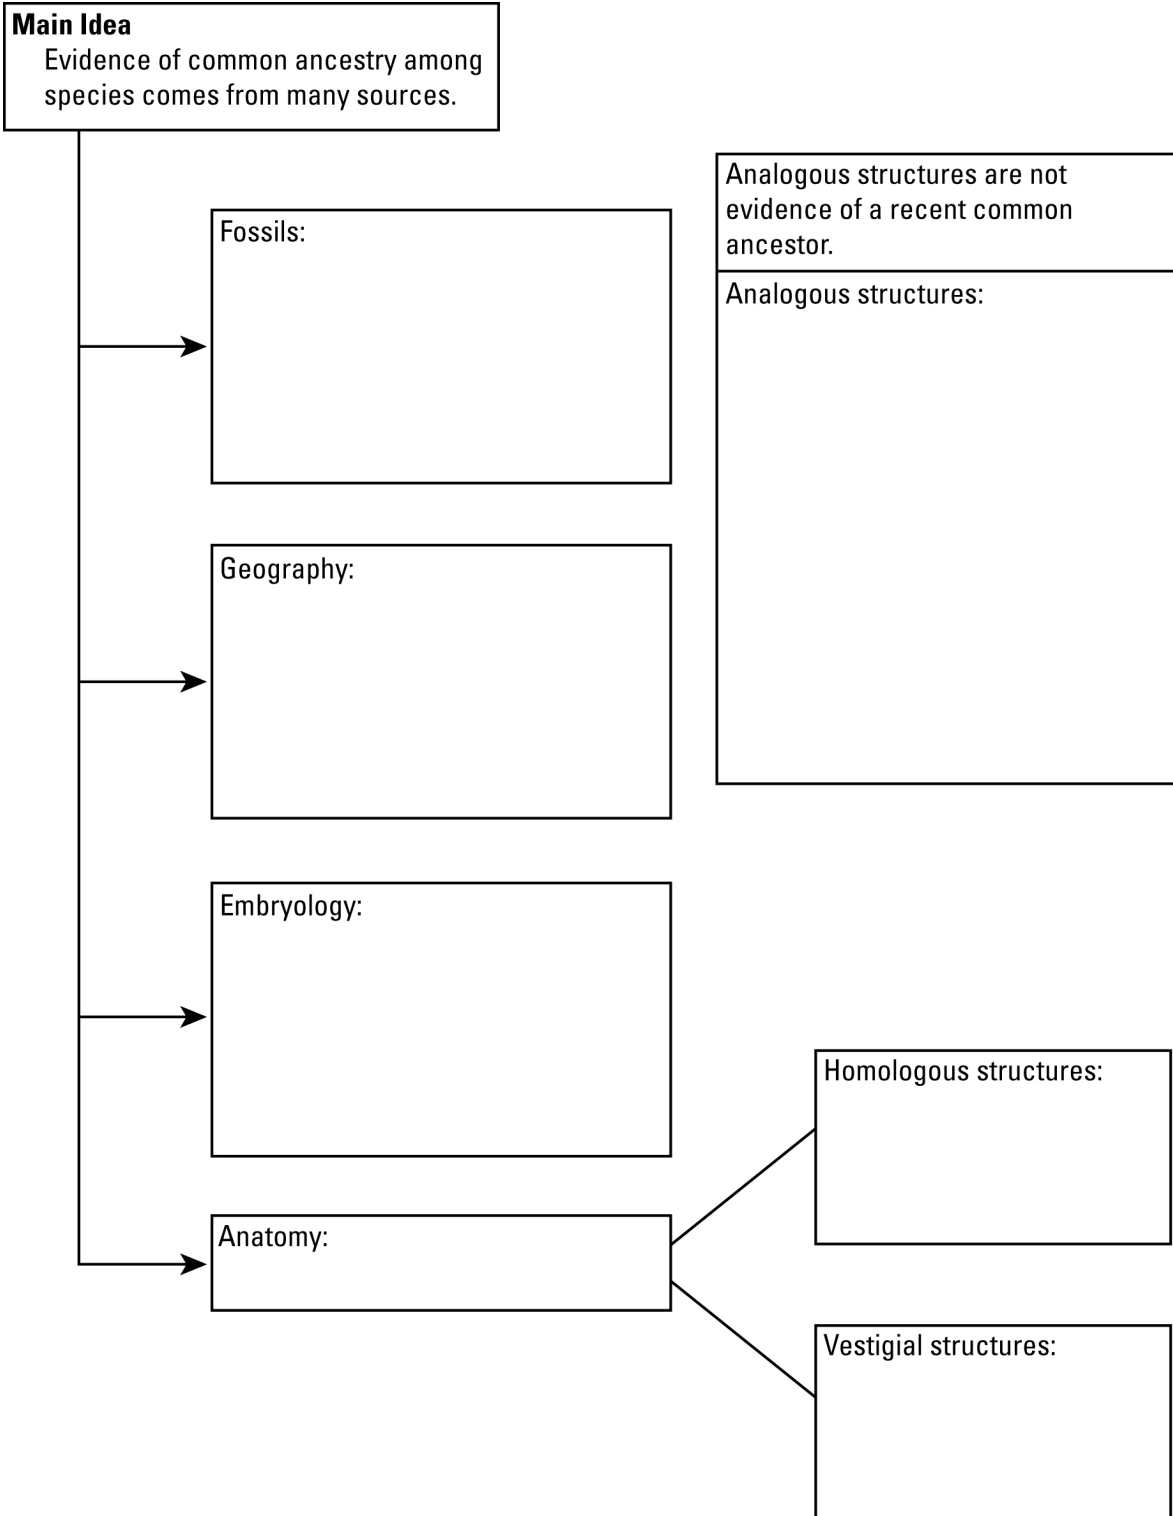 Main Idea
Evidence of common ancestry among
species comes from many sources.
Analogous structures are not
evidence of a recent common
ancestor.
Analogous structures:
Fossils:
Geography:
Embryology:
Anatomy:
Homologous structures:
Vestigial structures: